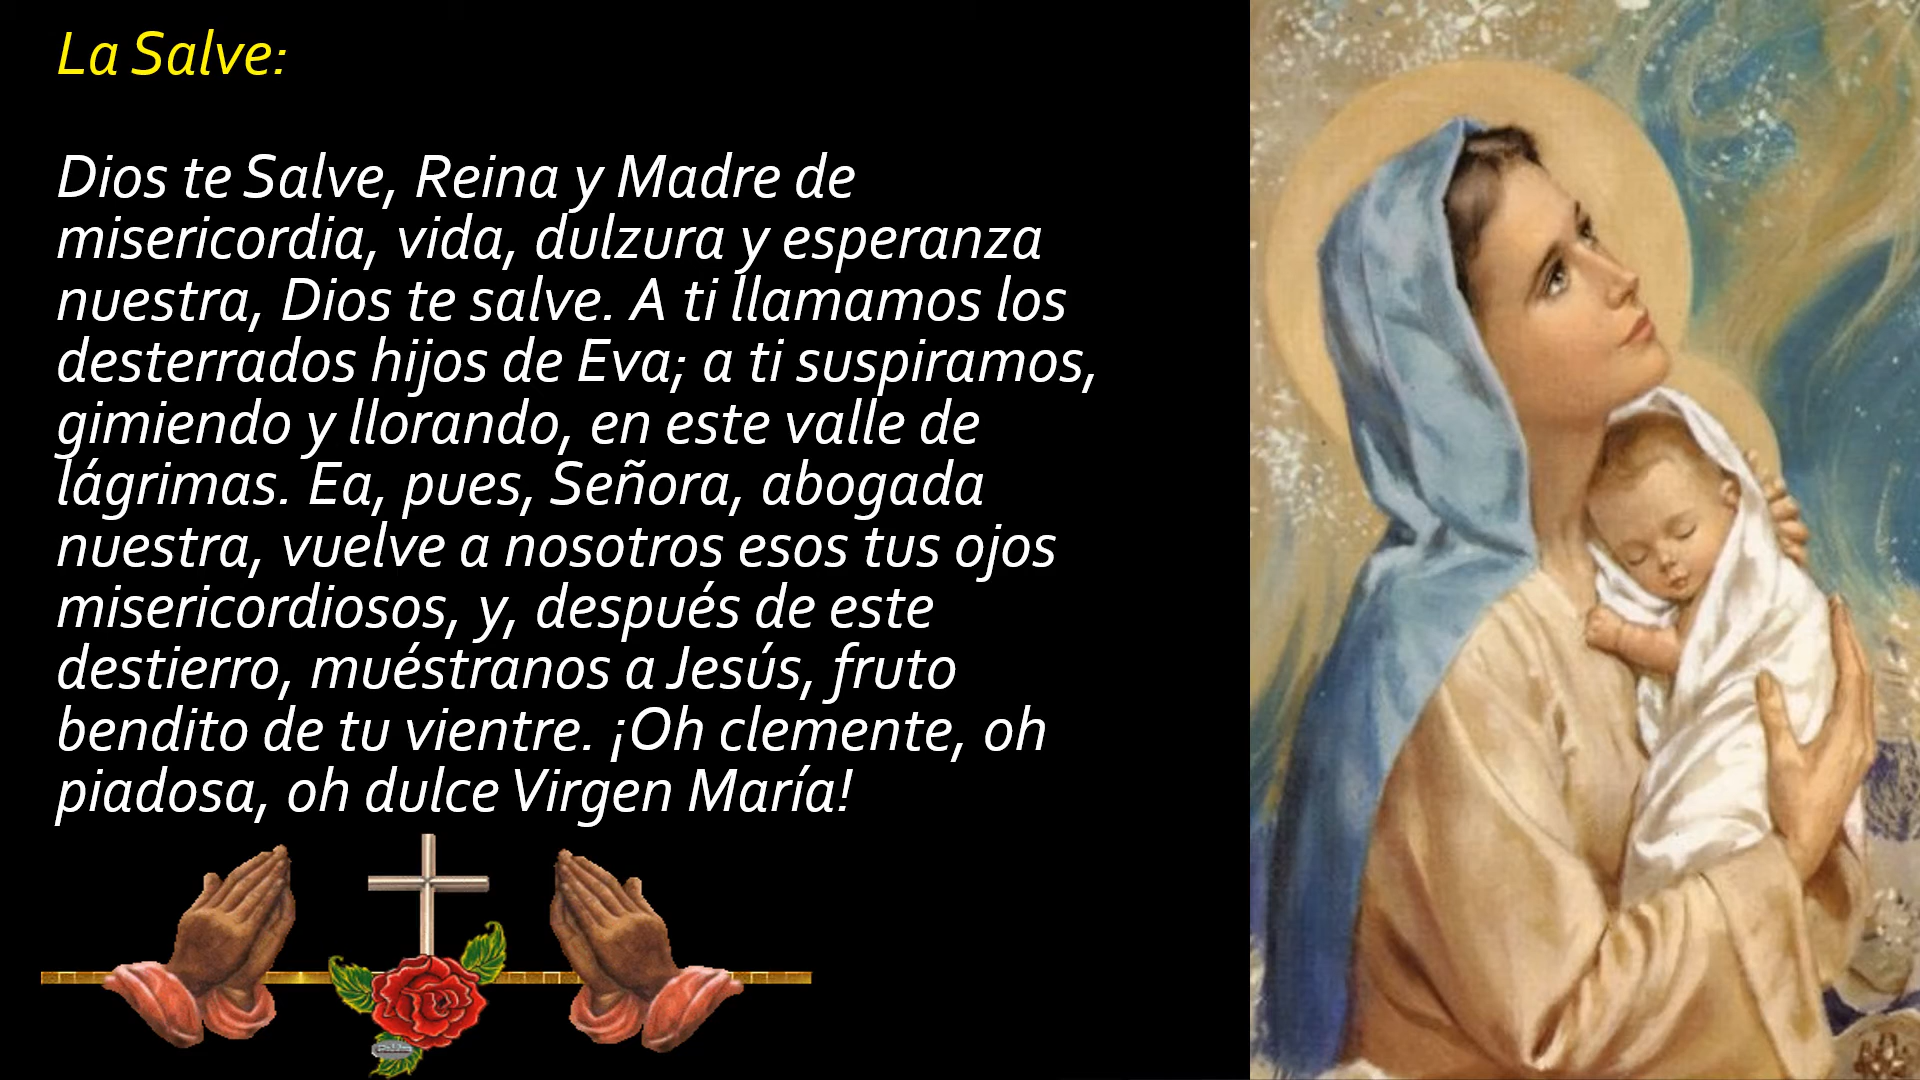 La Salve:
Dios te Salve, Reina y Madre de
misericordia, vida, dulzura y esperanza
nuestra, Dios te salve. A ti llamamos los
desterrados hijos de Eva; a ti suspiramos,
gimiendo y llorando, en este valle de
lágrimas. Ea, pues, Señora, abogada
nuestra, vuelve a nosotros esos tus ojos
misericordiosos, y, después de este
destierro, muéstranos a Jesús, fruto
bendito de tu vientre. ¡Oh clemente, oh
piadosa, oh dulce Virgen María!